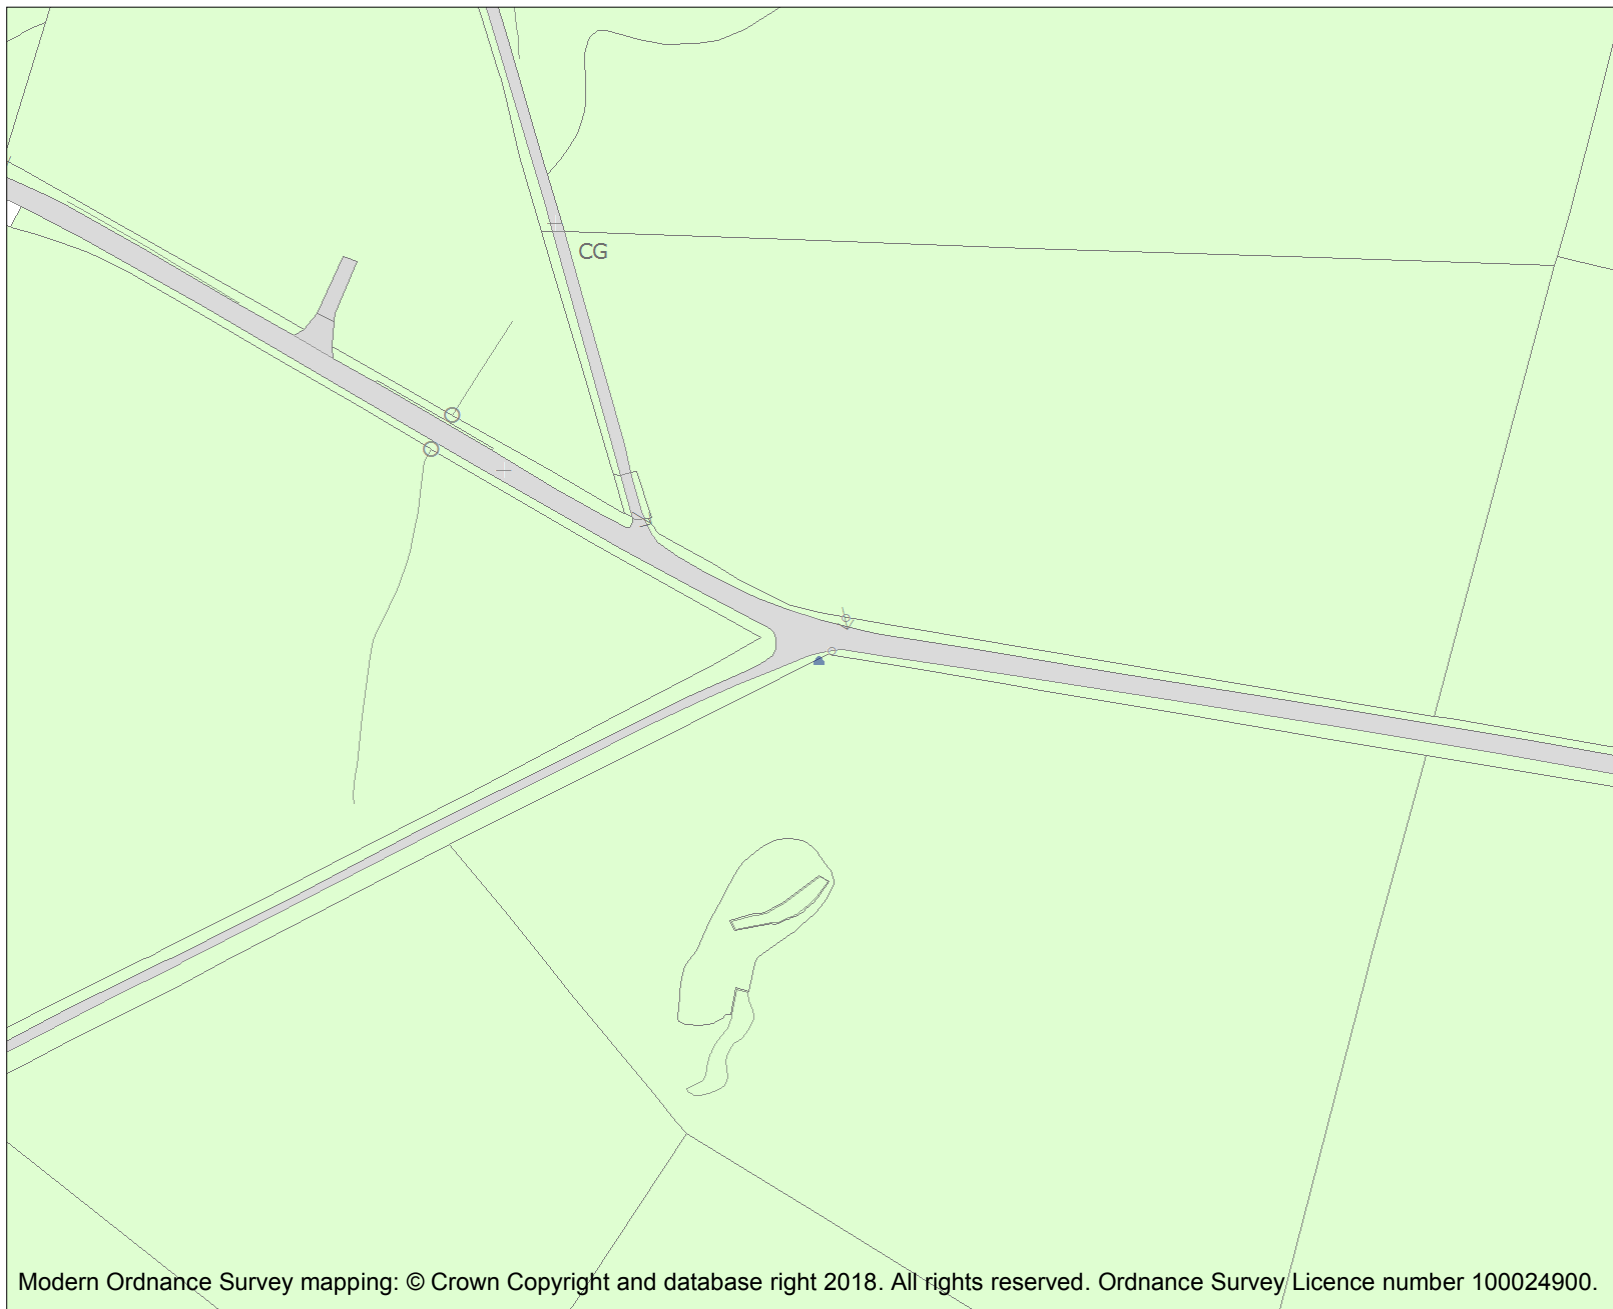 CG
Modern Ordnance Survey mapping: © Crown Copyright and database right 2018. All rights reserved. Ordnance Survey Licence number 100024900.